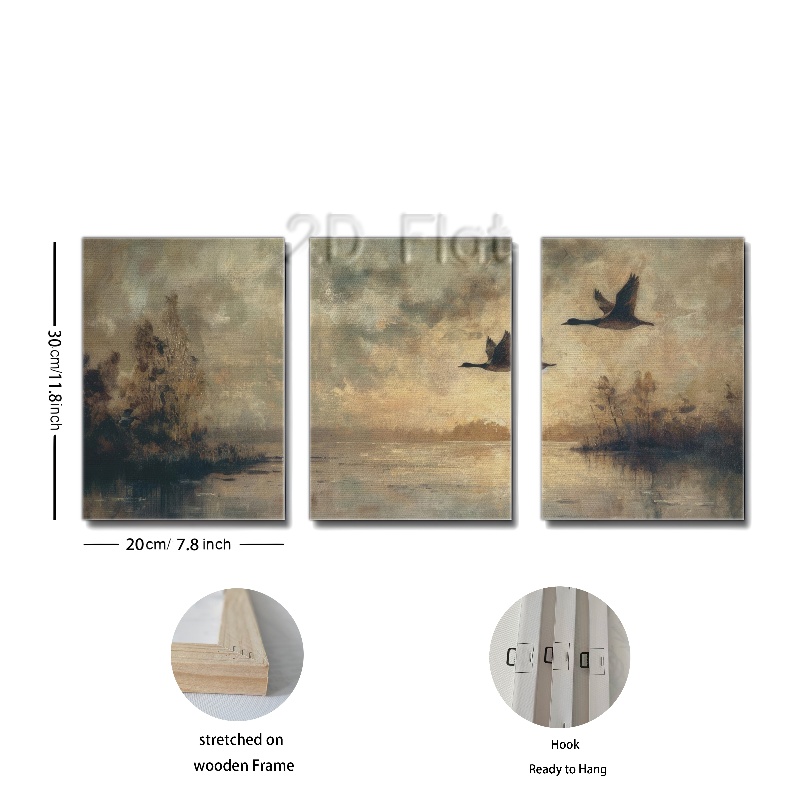 2D Flat
30cm/11.8inch
20cm/ 7.8 inch
stretched on
wooden Frame
Hook
Ready to Hang